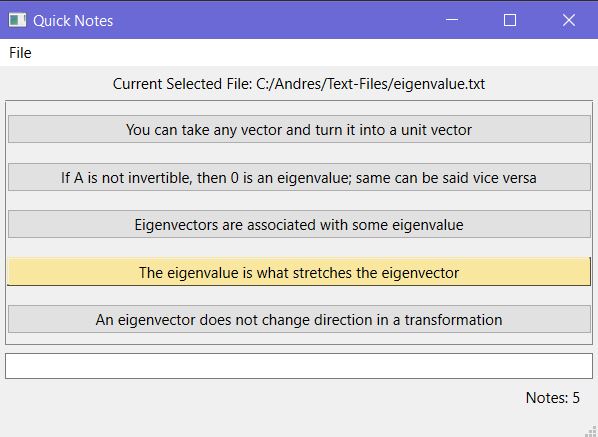 Quick Notes
File
Current Selected File: C:/Andres/Text-Files/eigenvalue.txt
You can take any vector and turn it into a unit vector
If A is not invertible, then 0 is an eigenvalue; same can be said vice versa
Eigenvectors are associated with some eigenvalue
The eigenvalue is what stretches the eigenvector
An eigenvector does not change direction in a transformation
Notes: 5